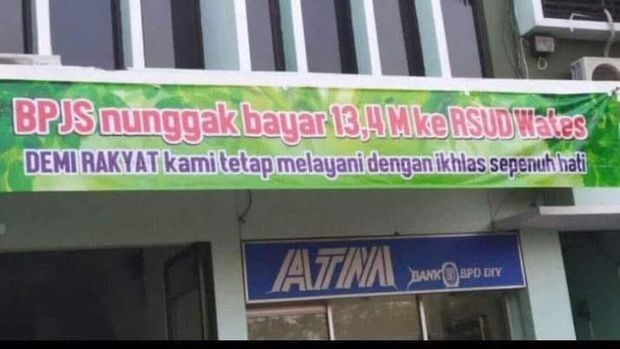 BPJS nunggak bayar 13,4 M ke RSUD Wates
DEMI RAKYAT kami tetap melayani dengan ikhlas sepenuh hati
ATM BANK BPD DIY